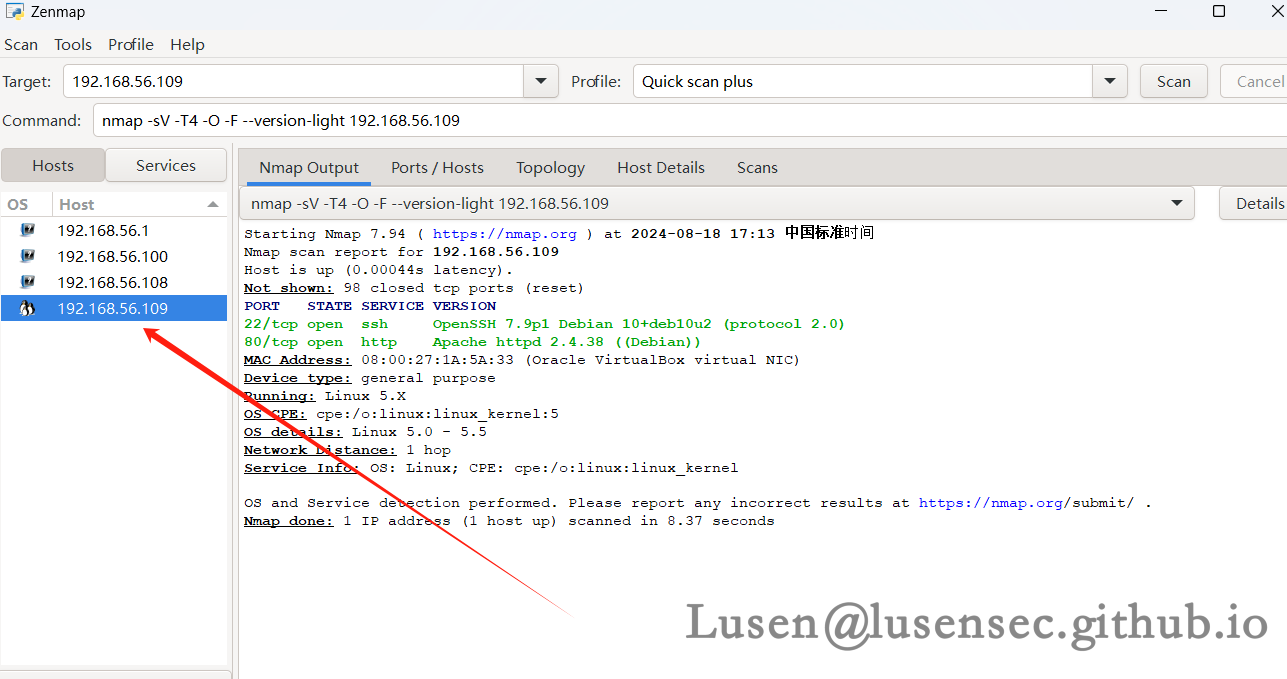 Zenmap
Scan Tools Profile Help
Target: 192.168.56.109 Profile: Quick scan plus Scan Cancel
Command: nmap -sV -T4 -O -F --version-light 192.168.56.109
Hosts Services Nmap Output Ports / Hosts Topology Host Details Scans
OS Host
192.168.56.1
192.168.56.100
192.168.56.108
192.168.56.109
nmap -sV -T4 -O -F --version-light 192.168.56.109 Details
Starting Nmap 7.94 ( https://nmap.org ) at 2024-08-18 17:13 中国标准时间
Nmap scan report for 192.168.56.109
Host is up (0.00044s latency).
Not shown: 98 closed tcp ports (reset)
PORT STATE SERVICE VERSION
22/tcp open ssh OpenSSH 7.9p1 Debian 10+deb10u2 (protocol 2.0)
80/tcp open http Apache httpd 2.4.38 ((Debian))
MAC Address: 08:00:27:1A:5A:33 (Oracle VirtualBox virtual NIC)
Device type: general purpose
Running: Linux 5.X
OS CPE: cpe:/o:linux:linux_kernel:5
OS details: Linux 5.0 - 5.5
Network Distance: 1 hop
Service Info: OS: Linux; CPE: cpe:/o:linux:linux_kernel
OS and Service detection performed. Please report any incorrect results at https://nmap.org/submit/ .
Nmap done: 1 IP address (1 host up) scanned in 8.37 seconds
Lusen@lusensec.github.io